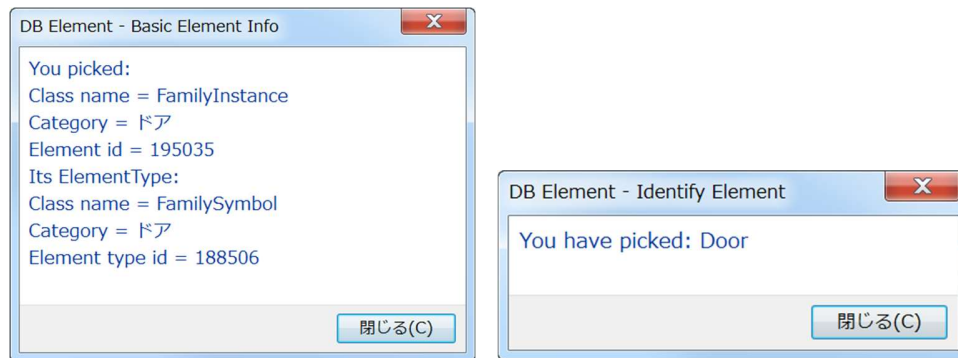 DB Element - Basic Element Info
You picked:
Class name = FamilyInstance
Category = ドア
Element id = 195035
Its ElementType:
Class name = FamilySymbol
Category = ドア
Element type id = 188506
閉じる(C)
DB Element - Identify Element
You have picked: Door
閉じる(C)